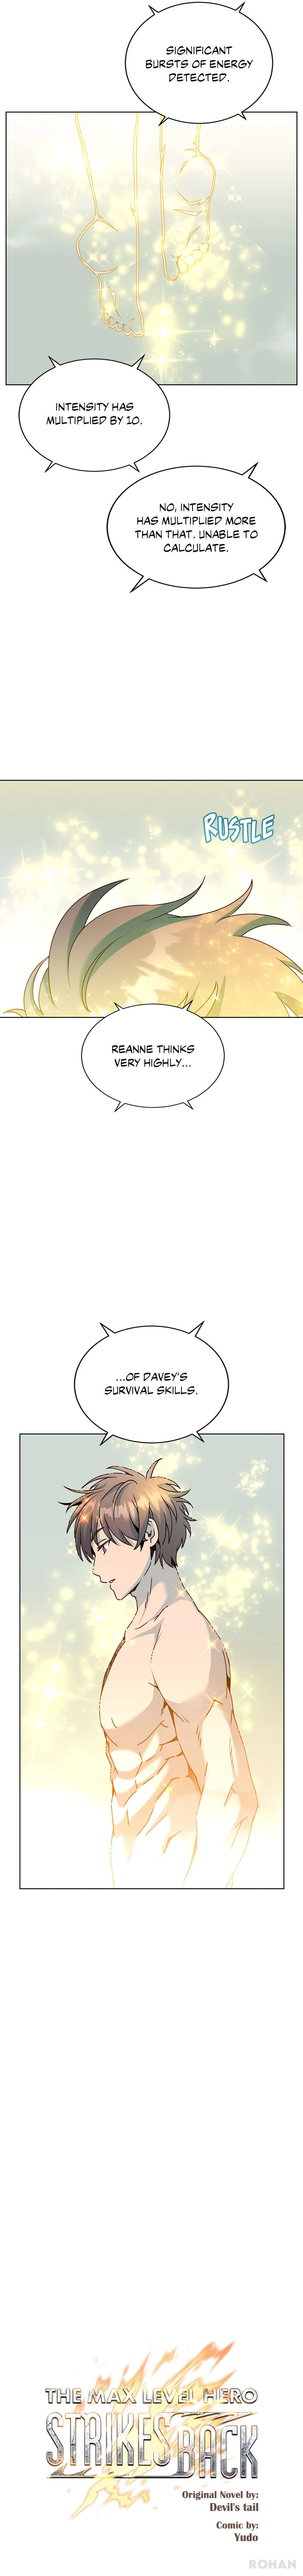 SIGNIFICANT
BURSTS OF ENERGY
DETECTED.
INTENSITY HAS
MULTIPLIED BY 10.
NO, INTENSITY
HAS MULTIPLIED MORE
THAN THAT. UNABLE TO
CALCULATE.
RUSTLE
REANNE THINKS
VERY HIGHLY...
...OF DAVEY'S
SURVIVAL SKILLS.
THE MAX LEVEL HERO
STRIKES BACK
Original Novel by:
Devil's tail
Comic by:
Yudo
ROHAN